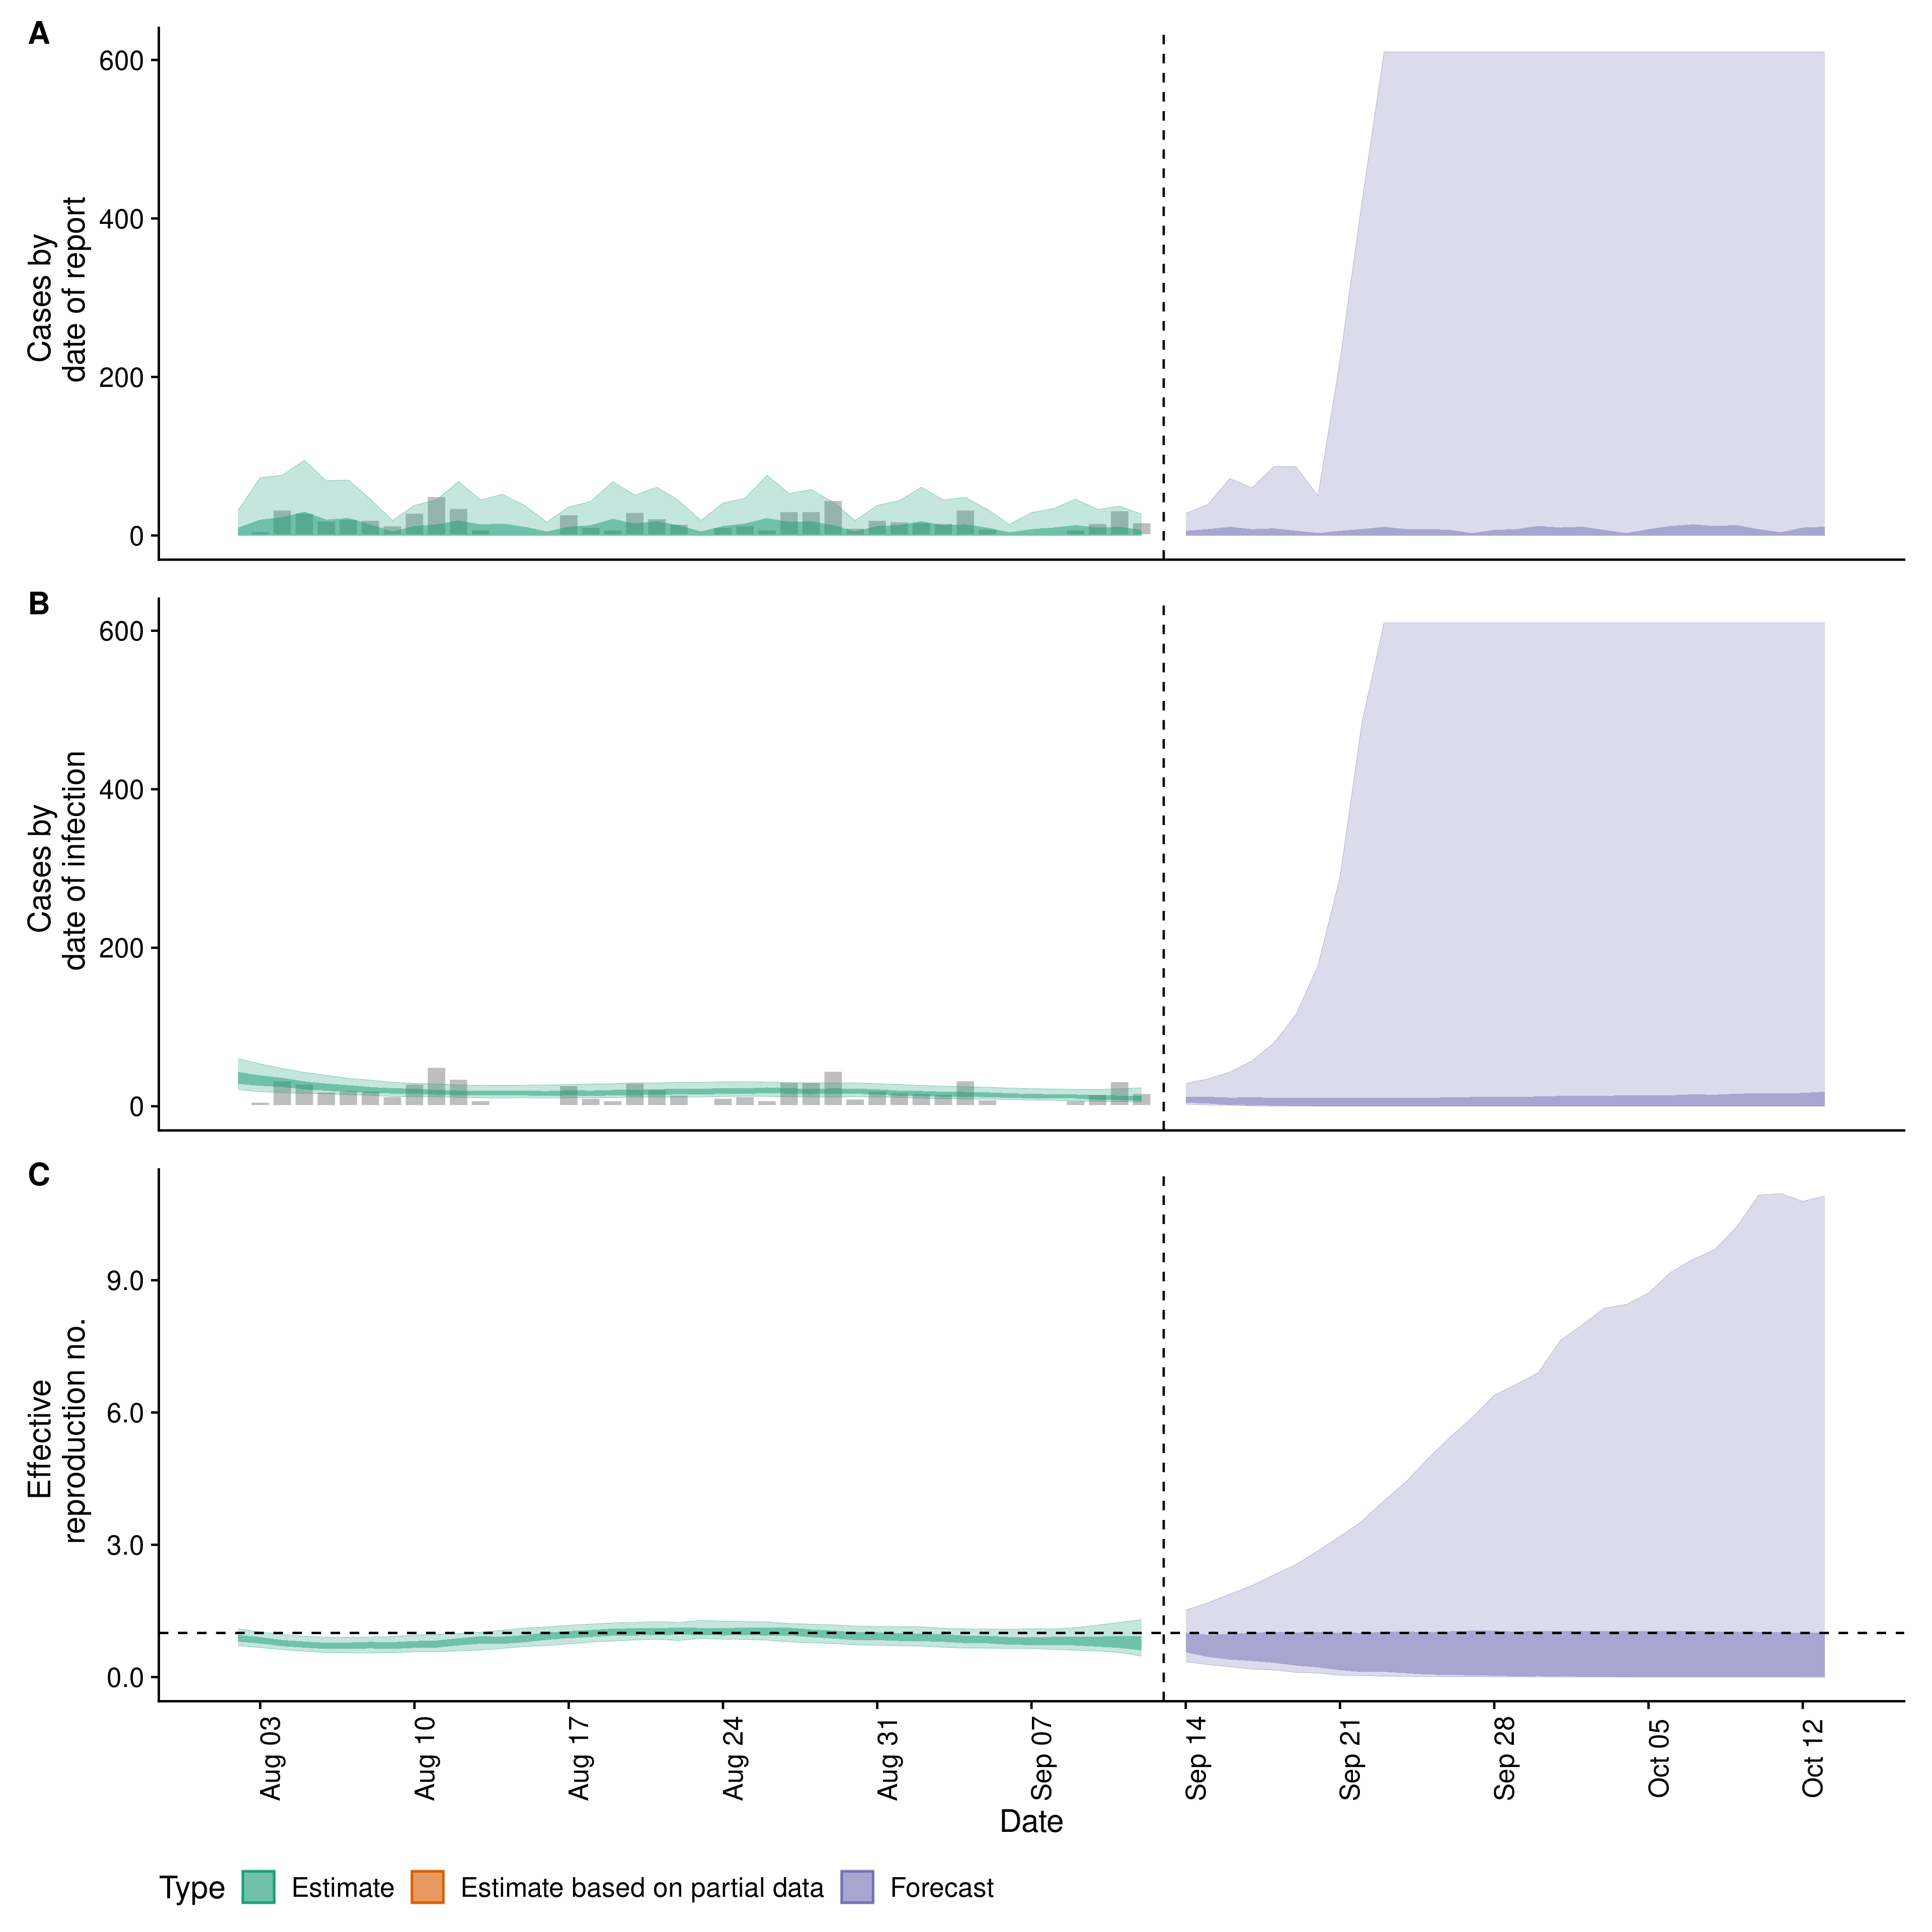 A
600
400
200
0
Cases by
date of report
B
600
400
200
0
Cases by
date of infection
C
9.0
6.0
3.0
0.0
Effective
reproduction no.
Aug 03
Aug 10
Aug 17
Aug 24
Aug 31
Sep 07
Sep 14
Sep 21
Sep 28
Oct 05
Oct 12
Date
Type Estimate Estimate based on partial data Forecast